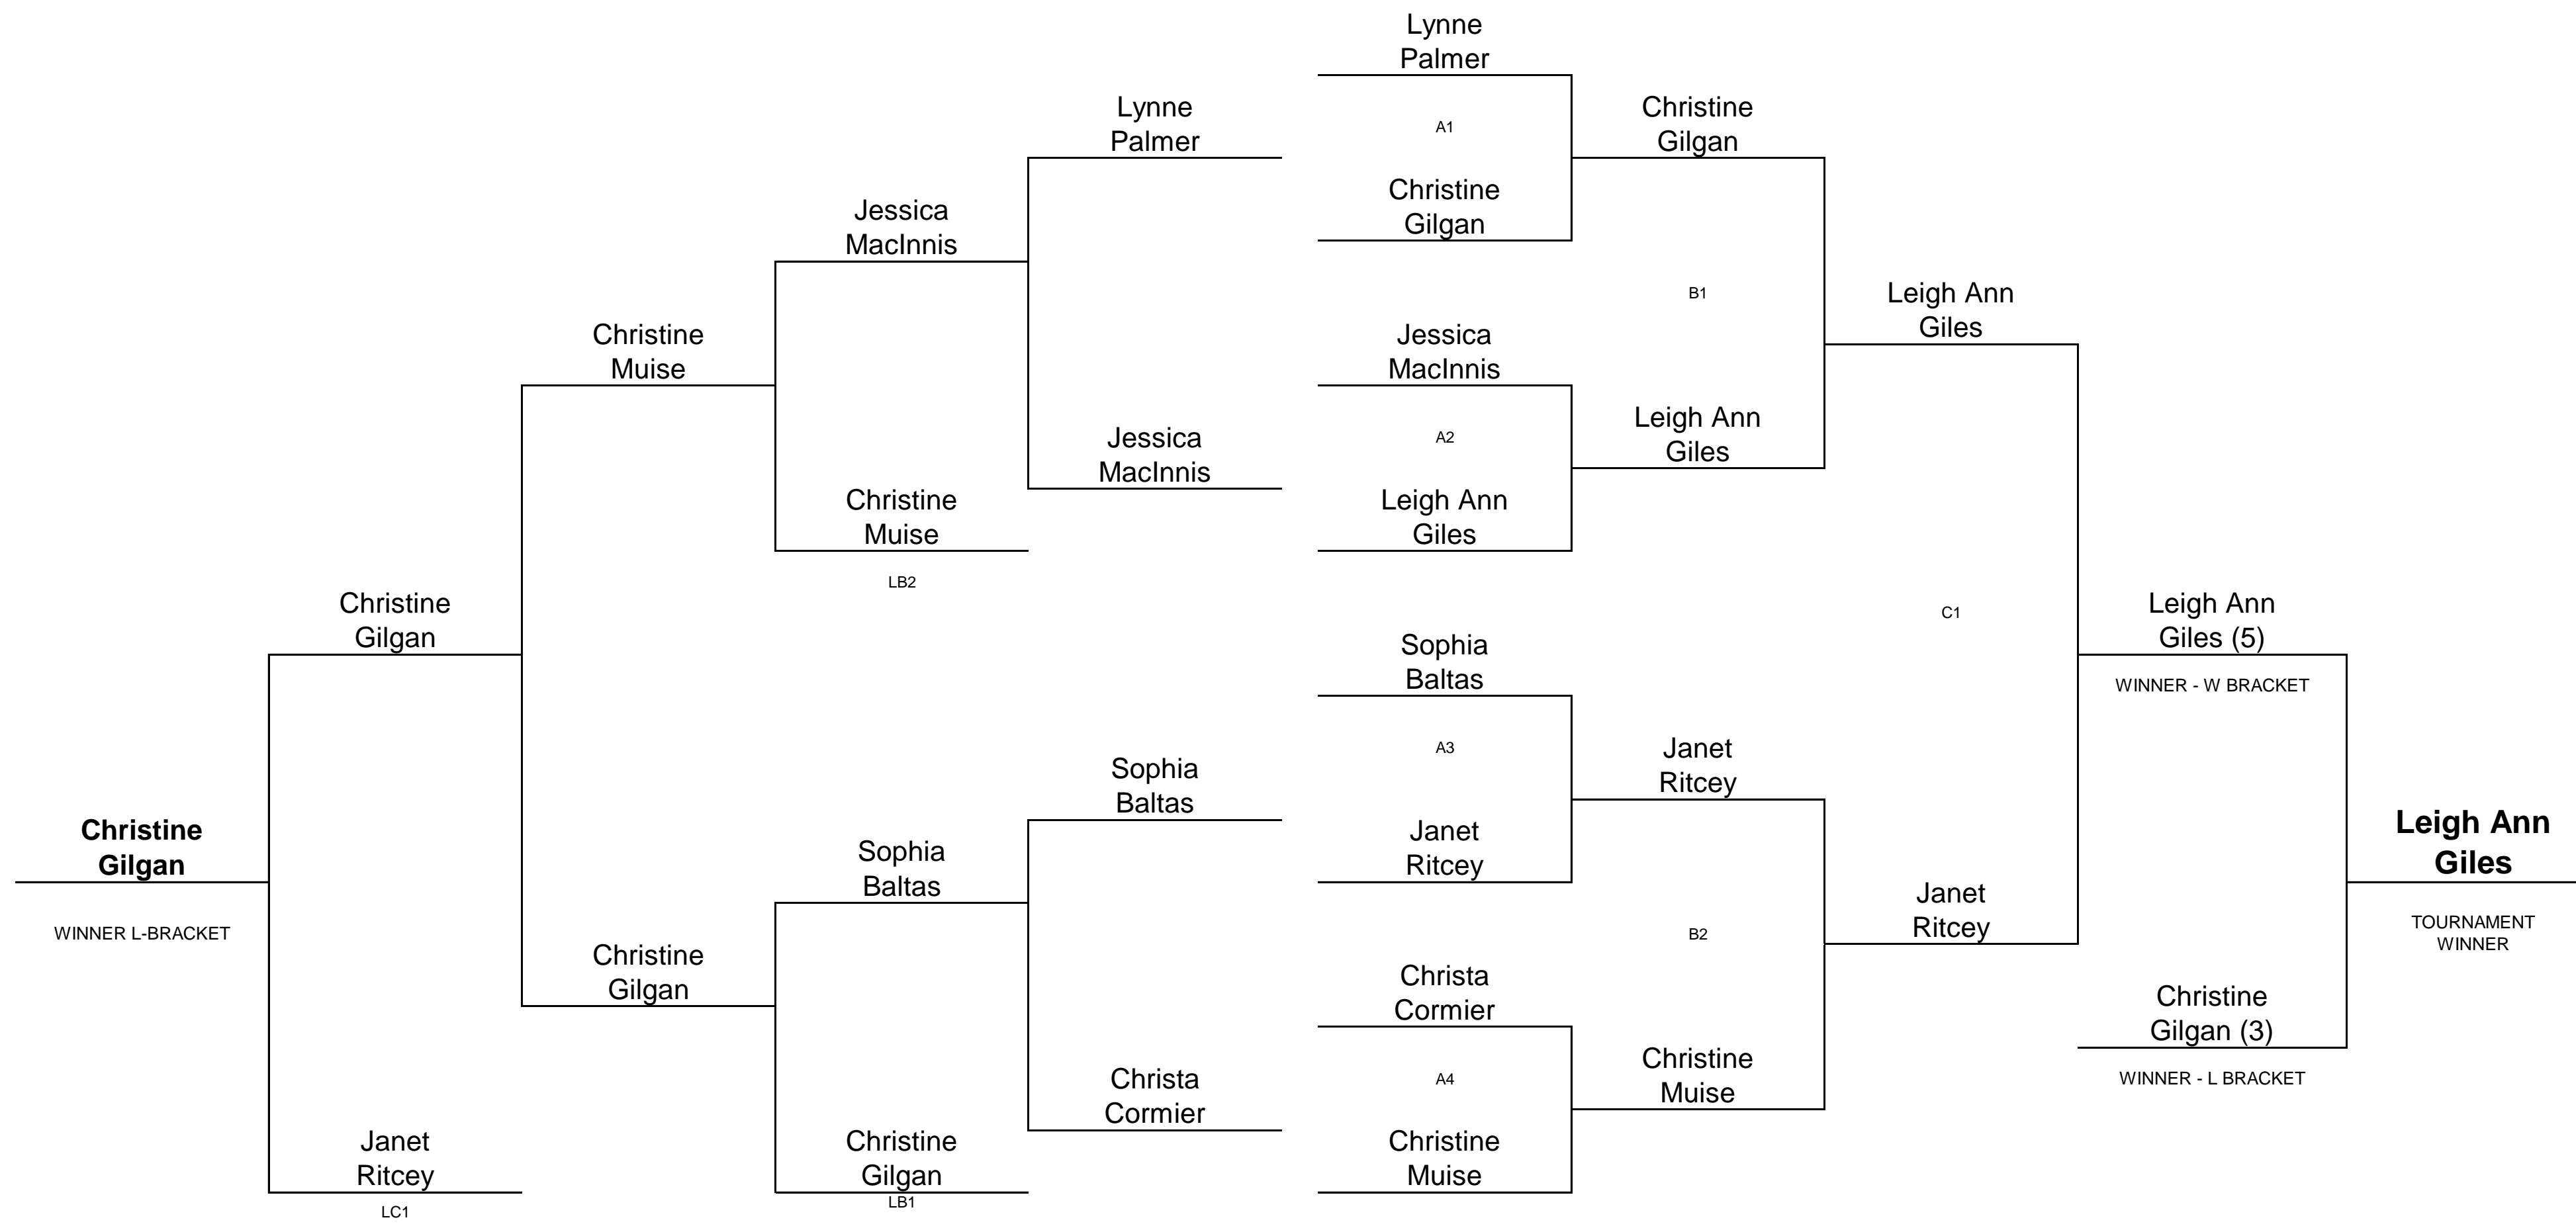 Lynne
Palmer
Lynne
Palmer
Christine
Gilgan
A1
Christine
Gilgan
Jessica
MacInnis
B1
Leigh Ann
Giles
Christine
Muise
Jessica
MacInnis
Jessica
MacInnis
Leigh Ann
Giles
A2
Christine
Muise
Leigh Ann
Giles
LB2
Christine
Gilgan
C1
Leigh Ann
Giles (5)
Sophia
Baltas
WINNER - W BRACKET
A3
Janet
Ritcey
Sophia
Baltas
Christine
Gilgan
Sophia
Baltas
Janet
Ritcey
Leigh Ann
Giles
Janet
Ritcey
WINNER L-BRACKET
B2
TOURNAMENT
WINNER
Christine
Gilgan
Christa
Cormier
Christine
Gilgan (3)
Christa
Cormier
A4
Christine
Muise
WINNER - L BRACKET
Janet
Ritcey
Christine
Gilgan
Christine
Muise
LB1
LC1